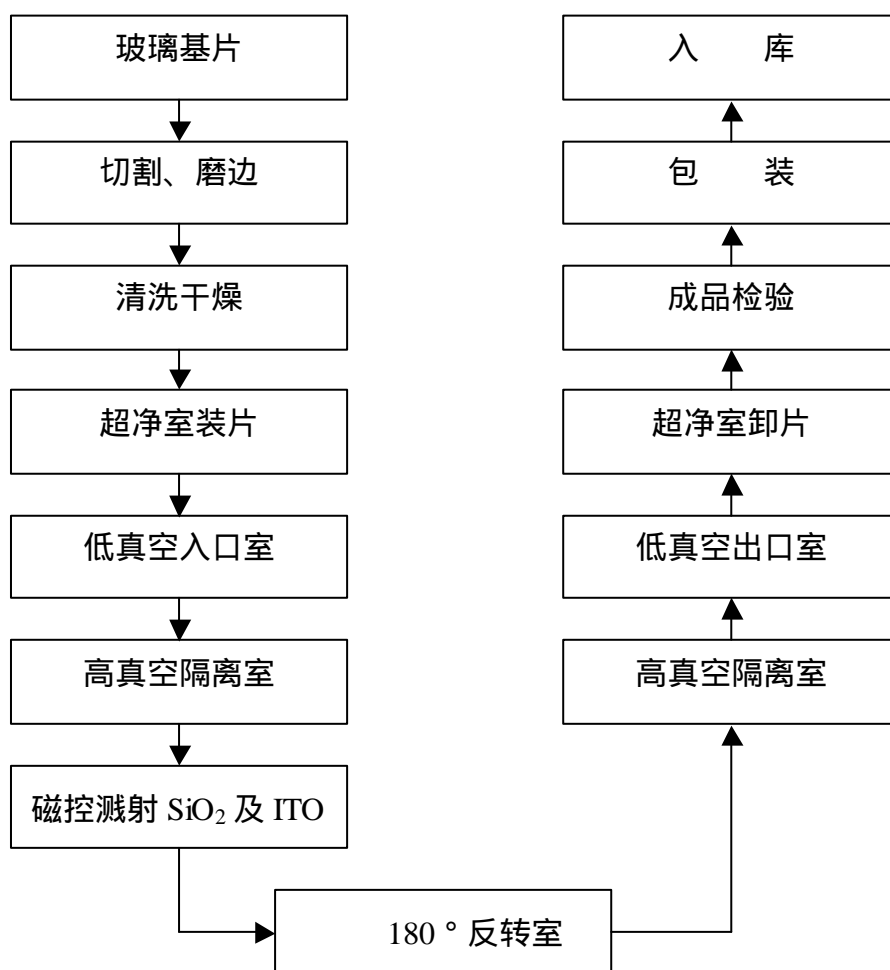 玻璃基片
切割、磨边
清洗干燥
超净室装片
低真空入口室
高真空隔离室
磁控溅射 SiO₂ 及 ITO
180 ° 反转室
高真空隔离室
低真空出口室
超净室卸片
成品检验
包 装
入 库